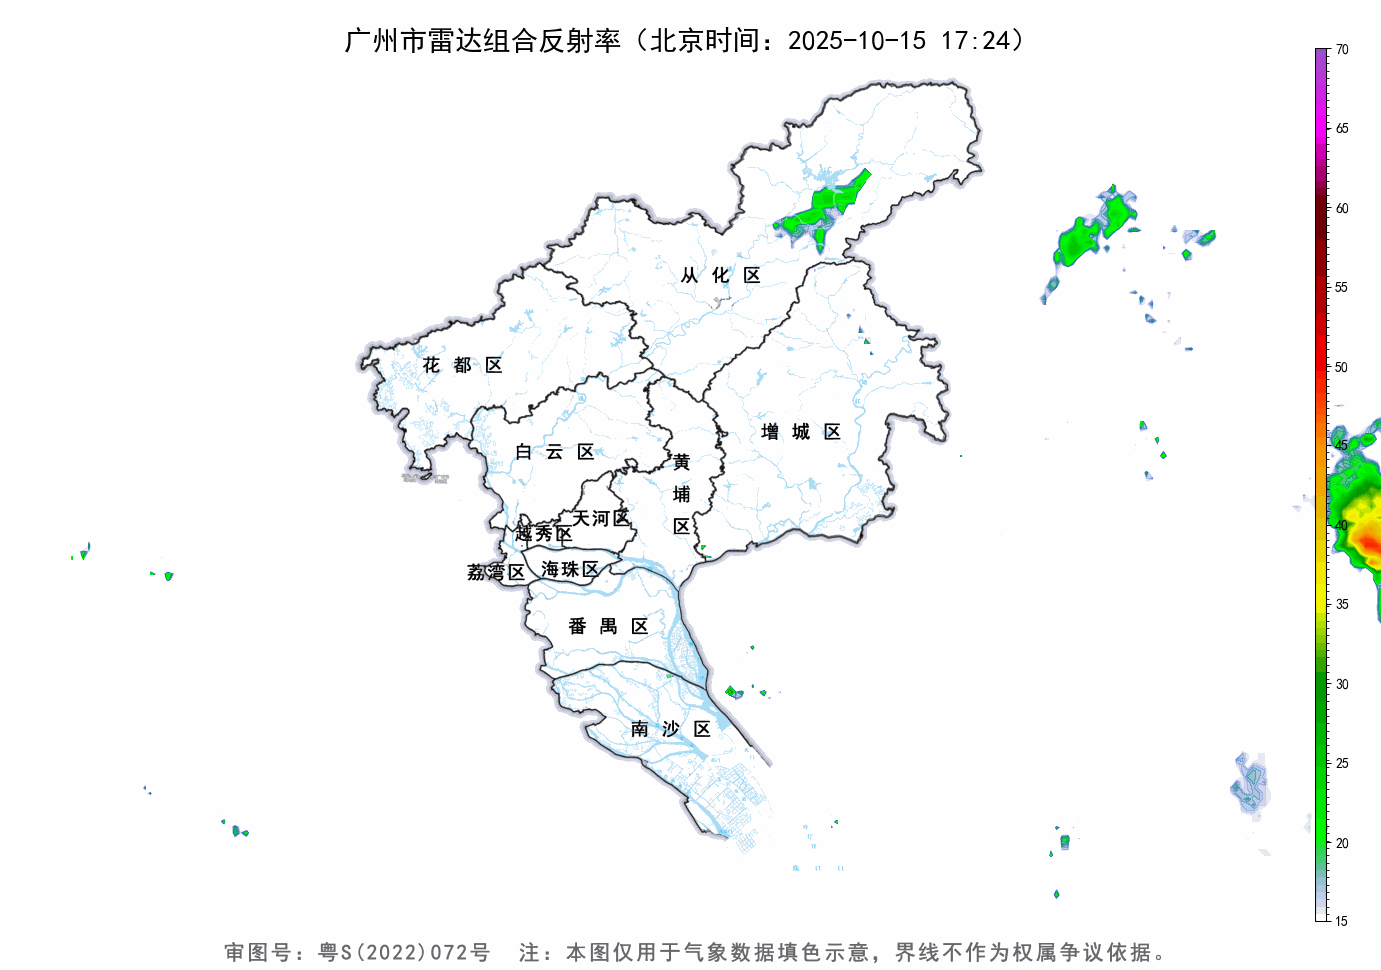 广州市雷达组合反射率（北京时间：2025-10-15 17:24）
70
65
60
55
50
45
40
35
30
25
20
15
从化区
花都区
增城区
白云区
黄埔区
天河区
越秀区
荔湾区
海珠区
番禺区
南沙区
审图号：粤S(2022)072号 注：本图仅用于气象数据填色示意，界线不作为权属争议依据。